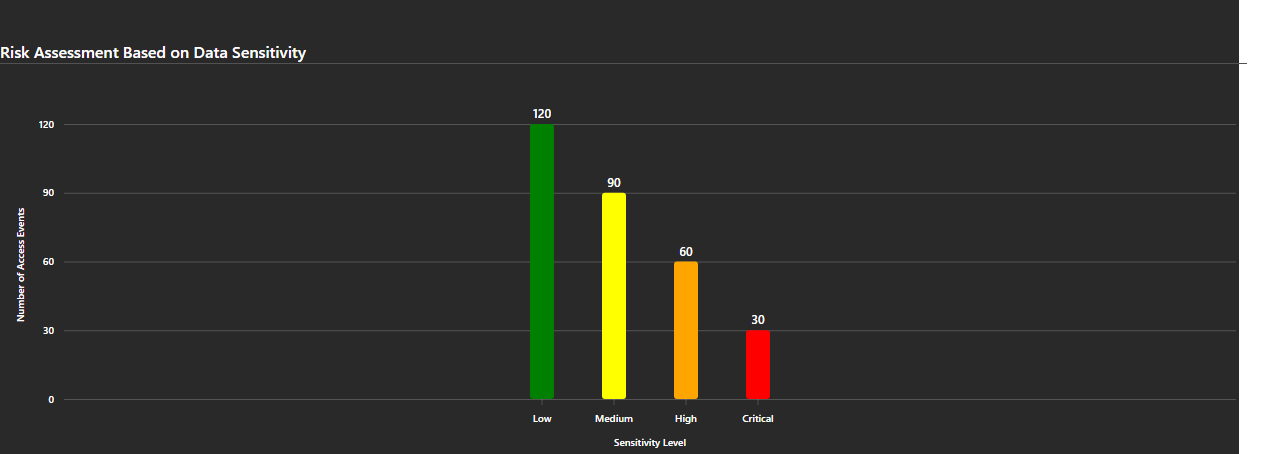 Risk Assessment Based on Data Sensitivity
120
120
90
90
60
60
30
30
0
Number of Access Events
Low Medium High Critical
Sensitivity Level